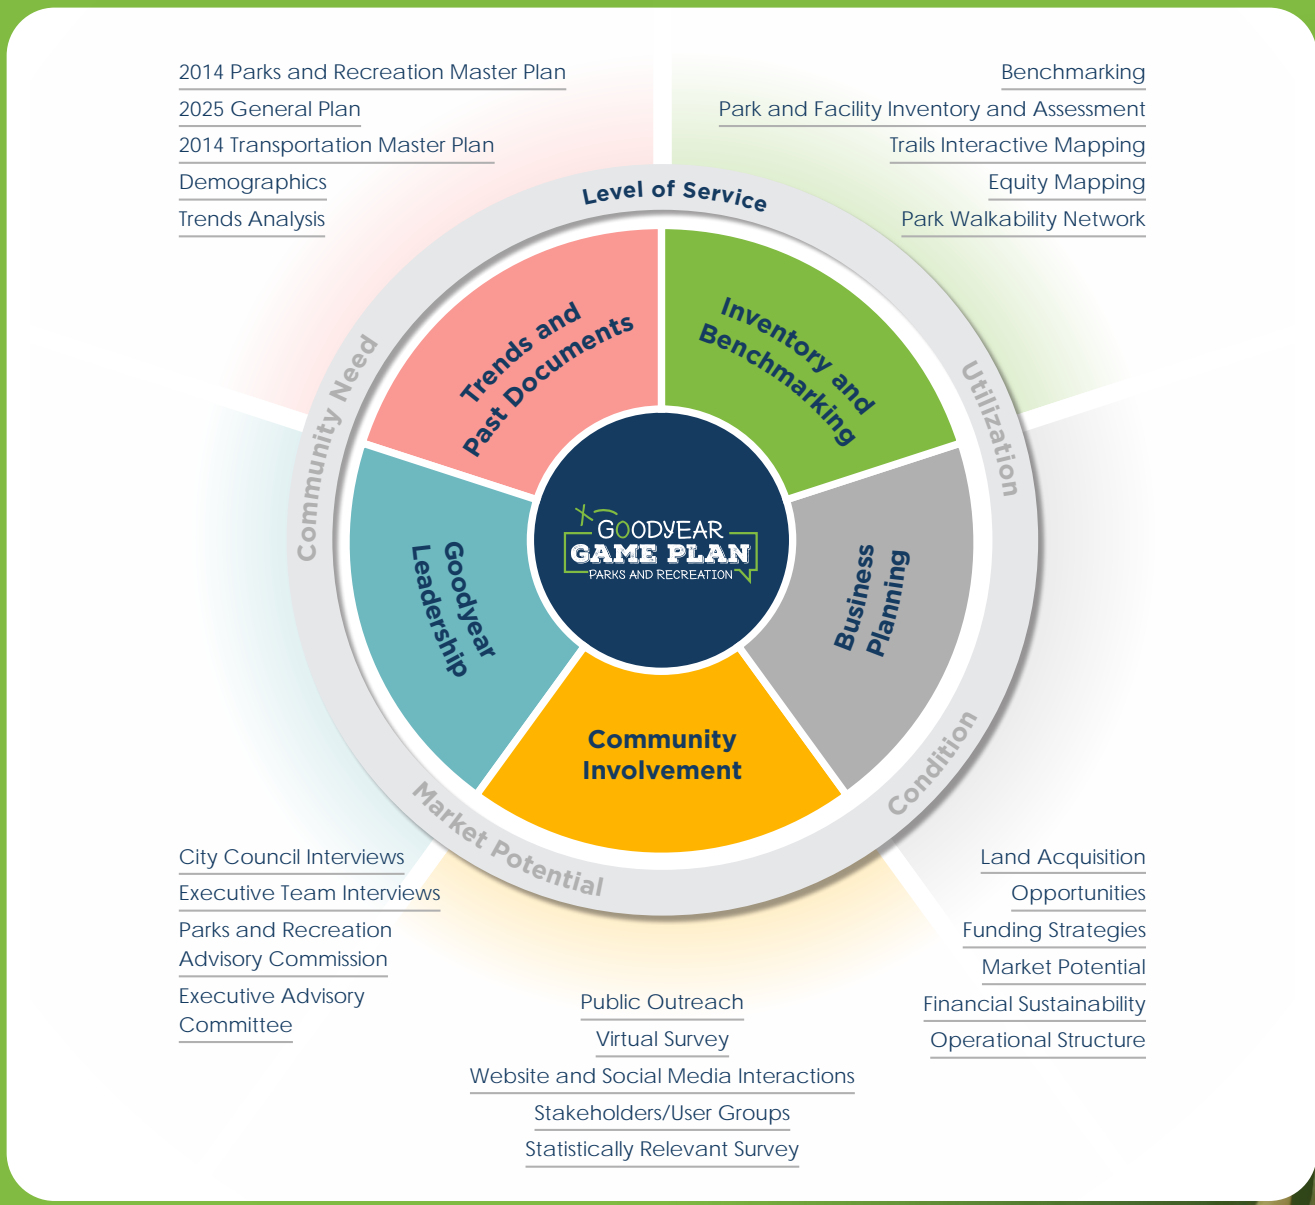 2014 Parks and Recreation Master Plan
2025 General Plan
2014 Transportation Master Plan
Demographics
Trends Analysis
Benchmarking
Park and Facility Inventory and Assessment
Trails Interactive Mapping
Equity Mapping
Park Walkability Network
Level of Service
Community Need
Utilization
Condition
Market Potential
Trends and
Past Documents
Inventory and
Benchmarking
Goodyear
Leadership
GOODYEAR
GAME PLAN
PARKS AND RECREATION
Business
Planning
Community
Involvement
City Council Interviews
Executive Team Interviews
Parks and Recreation
Advisory Commission
Executive Advisory
Committee
Public Outreach
Virtual Survey
Website and Social Media Interactions
Stakeholders/User Groups
Statistically Relevant Survey
Land Acquisition
Opportunities
Funding Strategies
Market Potential
Financial Sustainability
Operational Structure